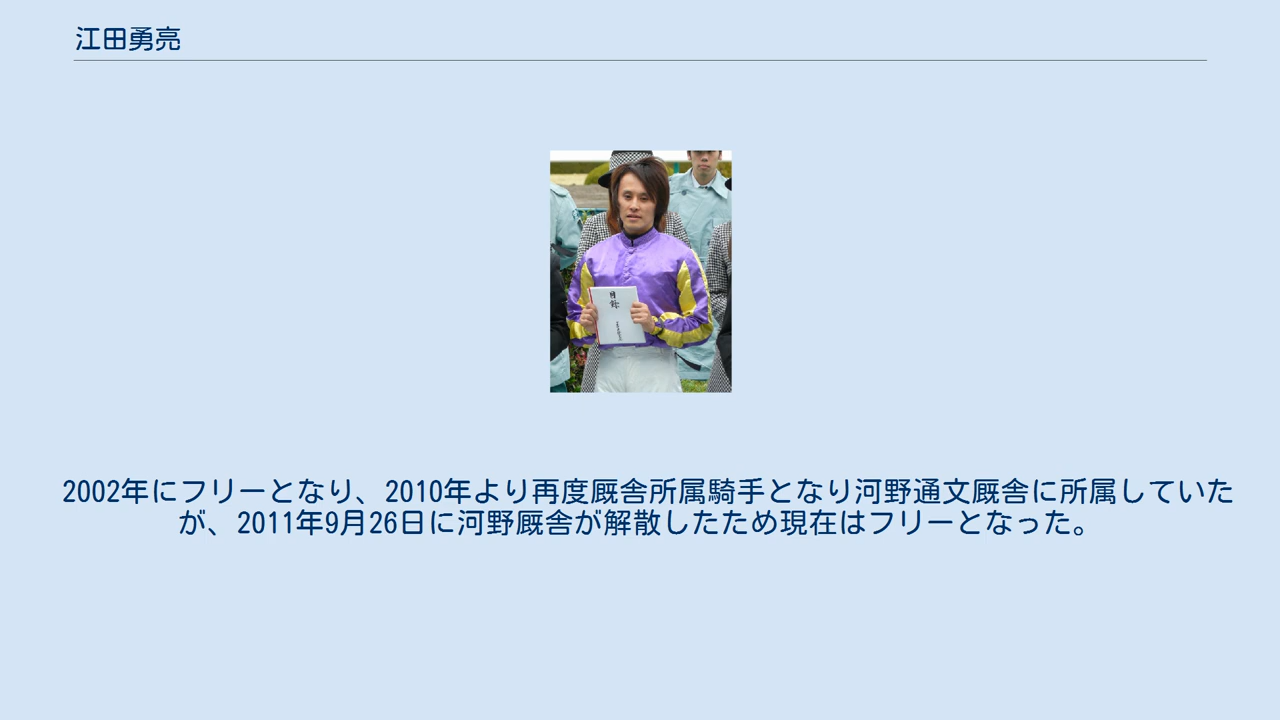 江田勇亮
目録
2002年にフリーとなり、2010年より再度厩舎所属騎手となり河野通文厩舎に所属していた
が、2011年9月26日に河野厩舎が解散したため現在はフリーとなった。